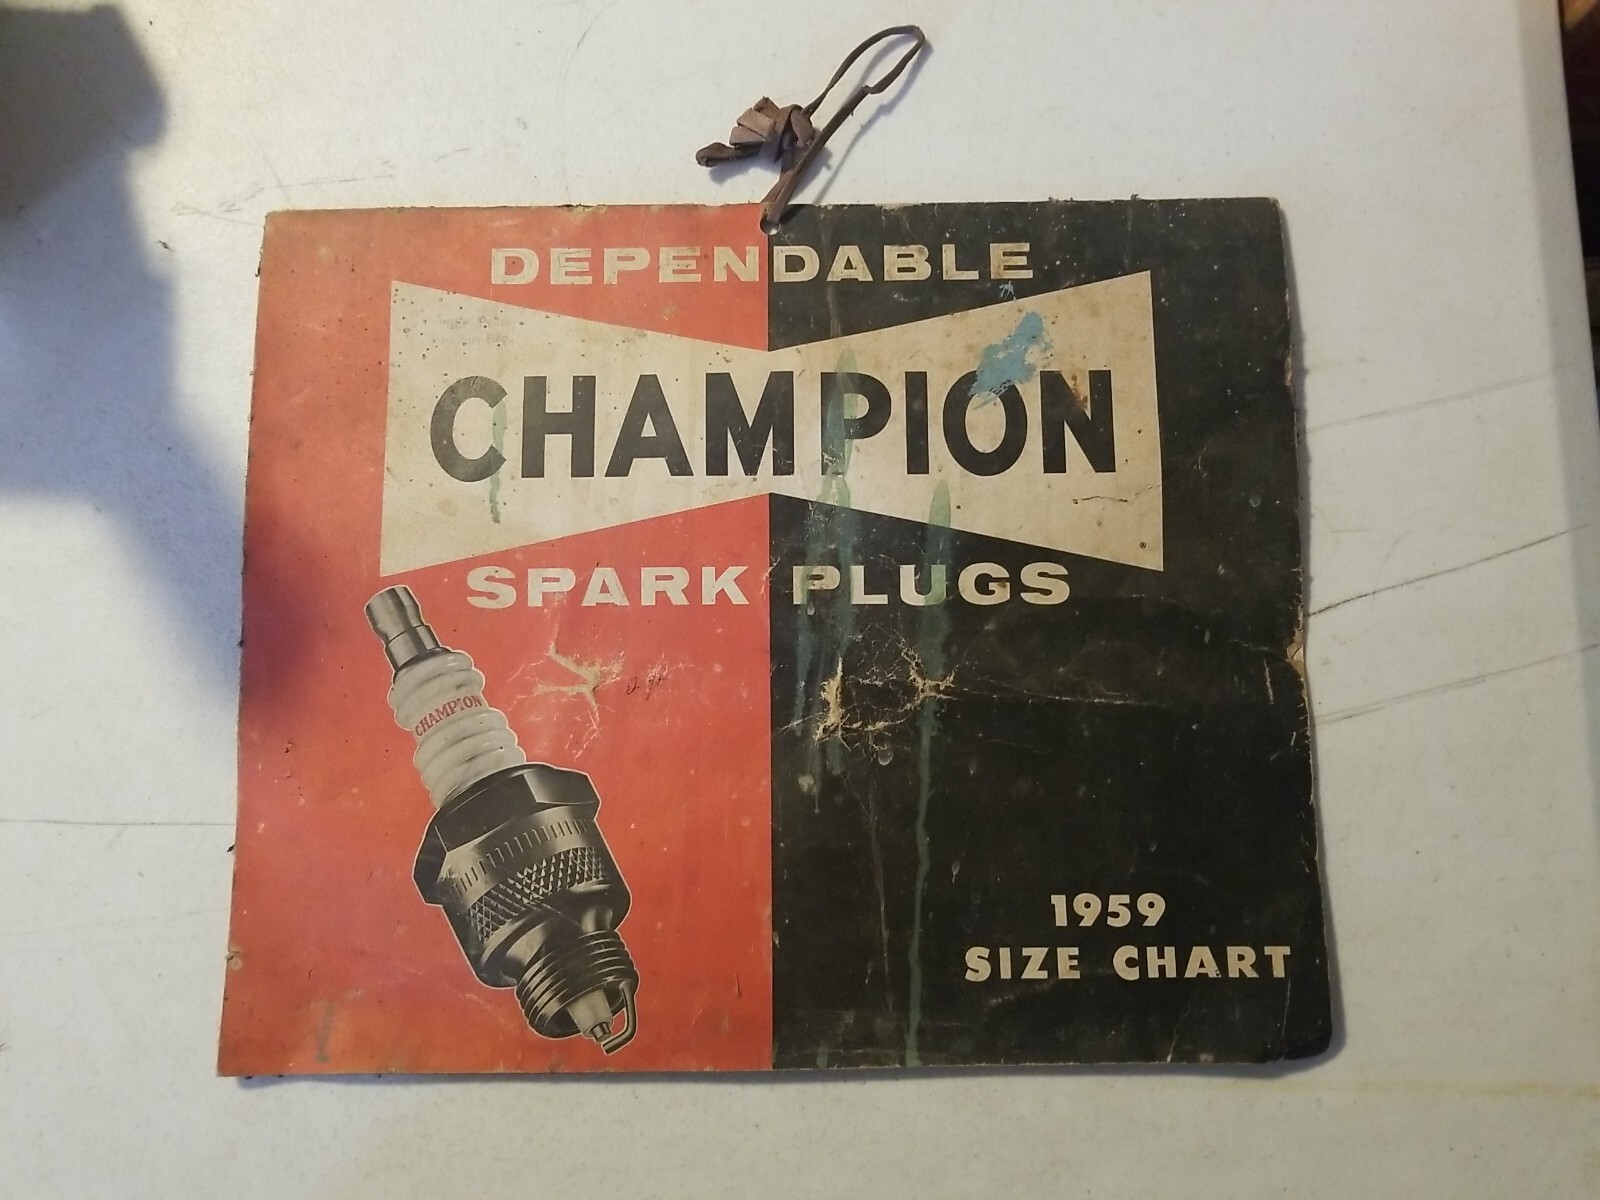 DEPENDABLE
CHAMPION
SPARK PLUGS
CHAMPION
1959
SIZE CHART